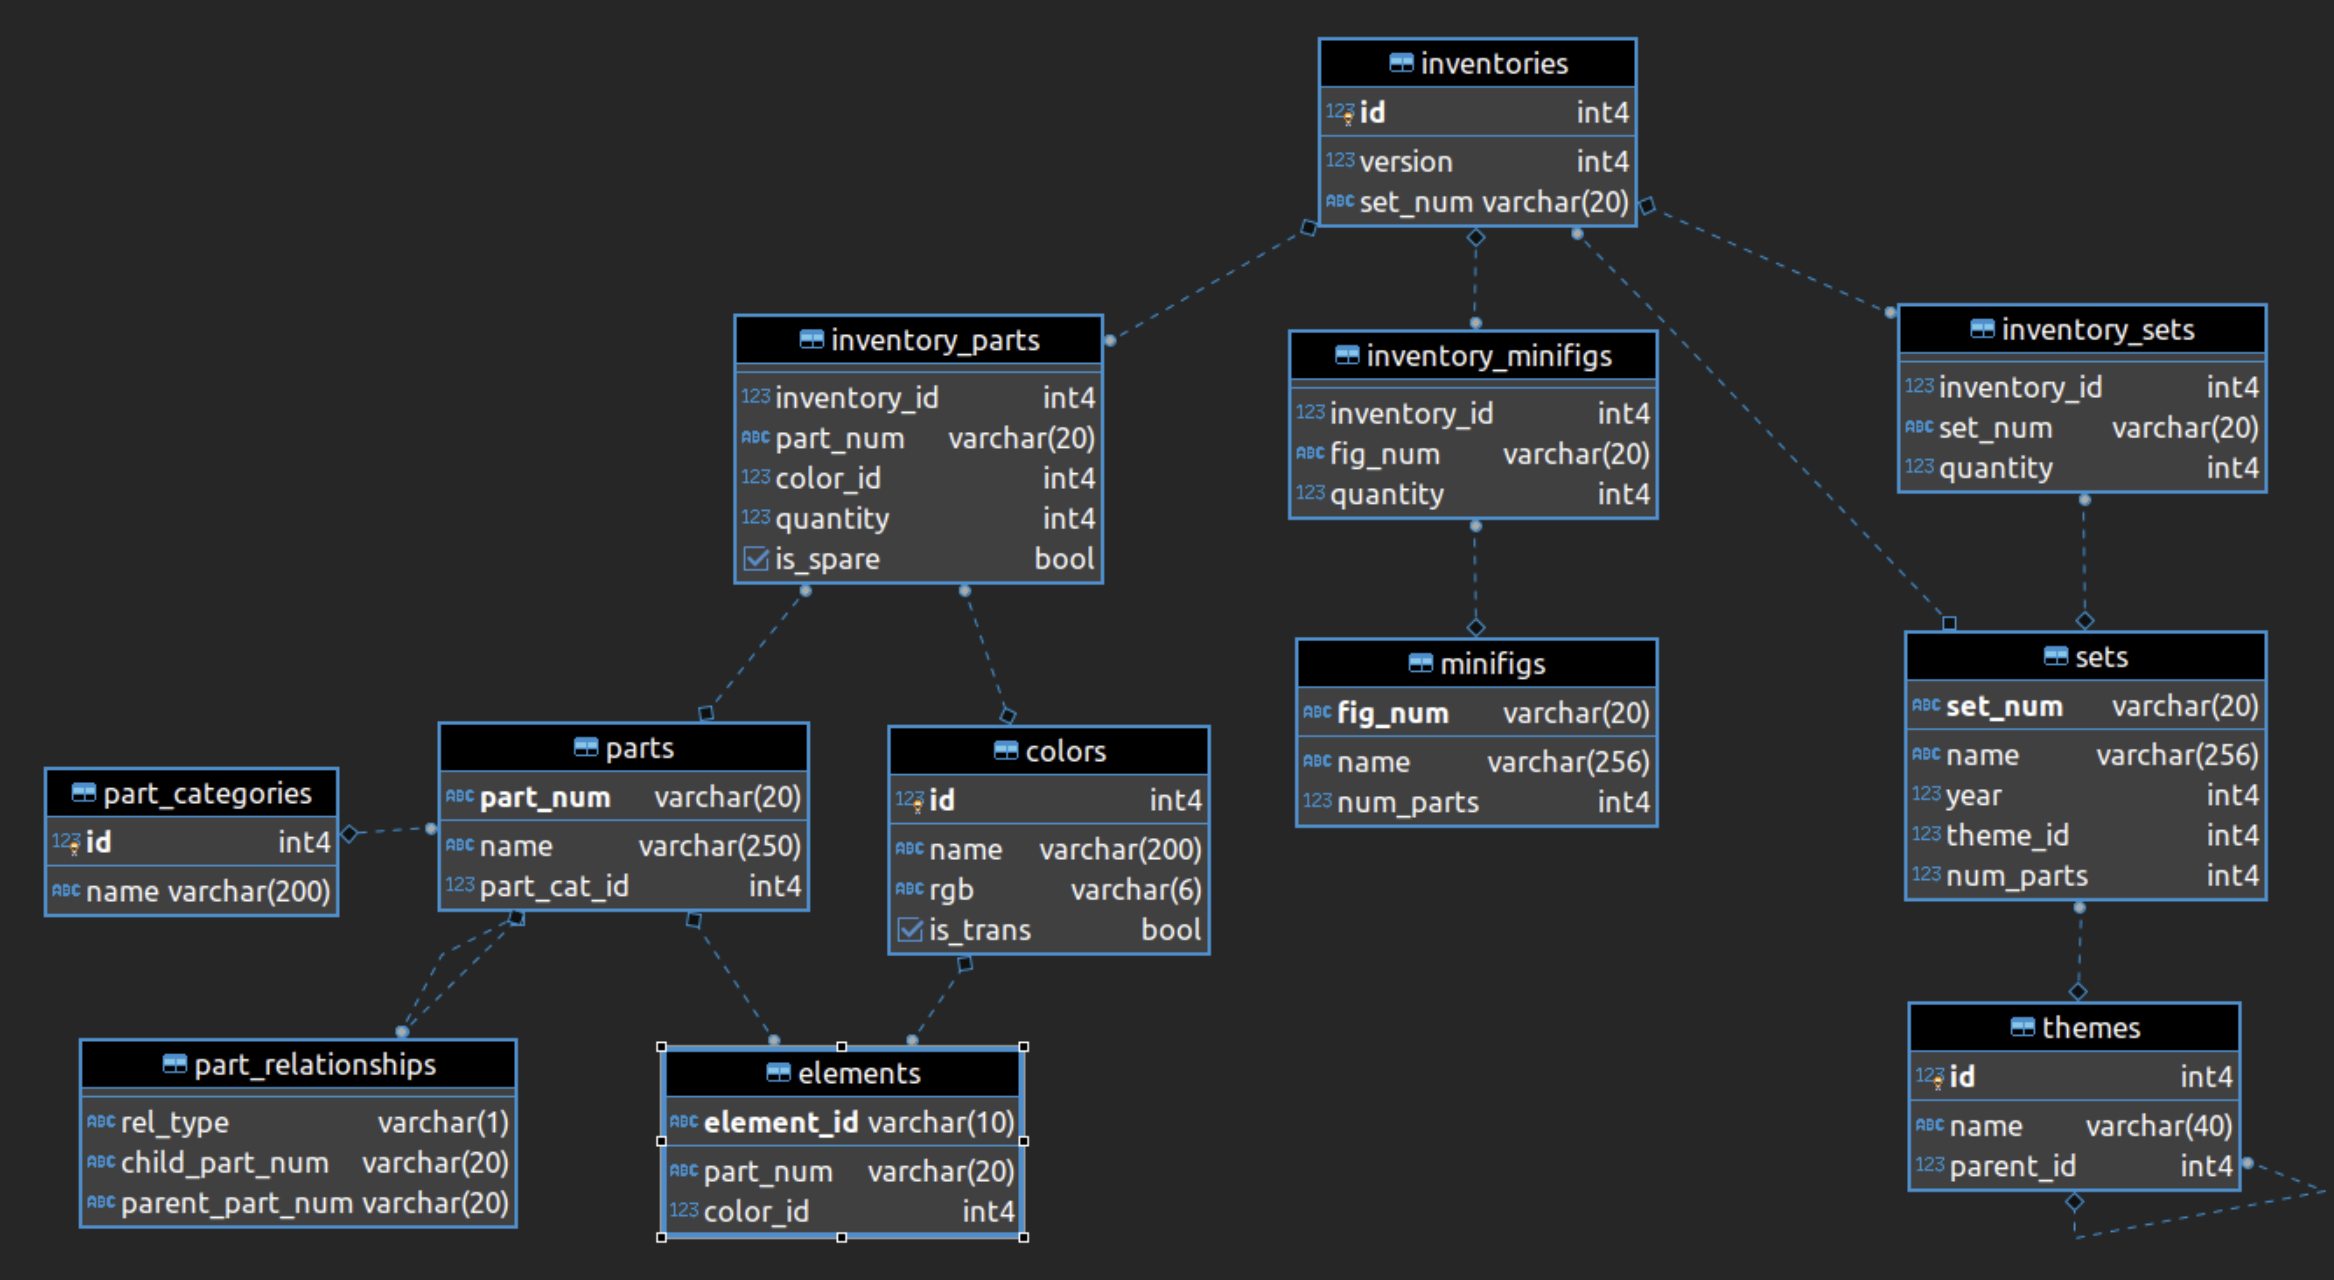 inventories
123 id int4
123 version int4
ABC set_num varchar(20)
inventory_parts
123 inventory_id int4
ABC part_num varchar(20)
123 color_id int4
123 quantity int4
is_spare bool
inventory_minifigs
123 inventory_id int4
ABC fig_num varchar(20)
123 quantity int4
inventory_sets
123 inventory_id int4
ABC set_num varchar(20)
123 quantity int4
part_categories
123 id int4
ABC name varchar(200)
parts
ABC part_num varchar(20)
ABC name varchar(250)
123 part_cat_id int4
colors
123 id int4
ABC name varchar(200)
ABC rgb varchar(6)
is_trans bool
minifigs
ABC fig_num varchar(20)
ABC name varchar(256)
123 num_parts int4
sets
ABC set_num varchar(20)
ABC name varchar(256)
123 year int4
123 theme_id int4
123 num_parts int4
part_relationships
ABC rel_type varchar(1)
ABC child_part_num varchar(20)
ABC parent_part_num varchar(20)
elements
ABC element_id varchar(10)
ABC part_num varchar(20)
123 color_id int4
themes
123 id int4
ABC name varchar(40)
123 parent_id int4